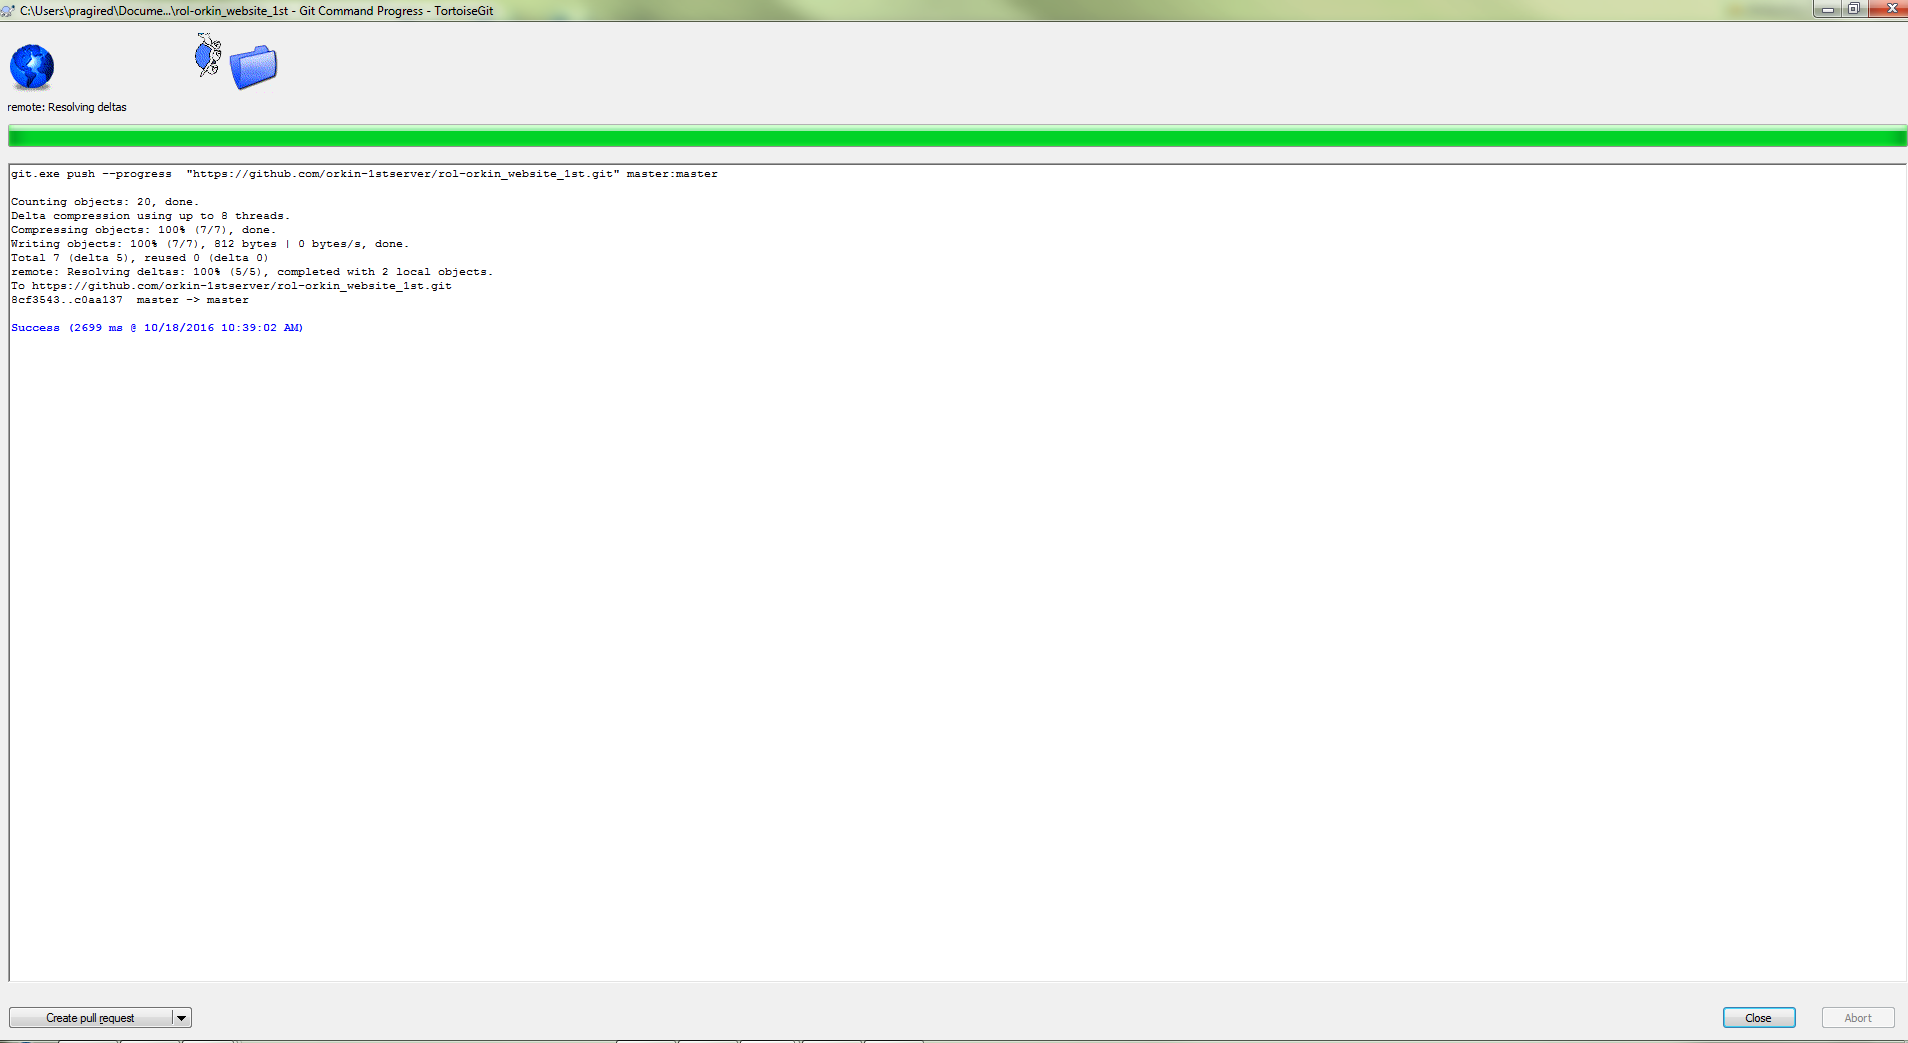 C:\Users\pragired\Docume...\rol-orkin_website_1st - Git Command Progress - TortoiseGit
remote: Resolving deltas
git.exe push --progress  "https://github.com/orkin-1stserver/rol-orkin_website_1st.git" master:master
Counting objects: 20, done.
Delta compression using up to 8 threads.
Compressing objects: 100% (7/7), done.
Writing objects: 100% (7/7), 812 bytes | 0 bytes/s, done.
Total 7 (delta 5), reused 0 (delta 0)
remote: Resolving deltas: 100% (5/5), completed with 2 local objects.
To https://github.com/orkin-1stserver/rol-orkin_website_1st.git
8cf3543..c0aa137  master -> master
Success (2699 ms @ 10/18/2016 10:39:02 AM)
Create pull request
Close
Abort